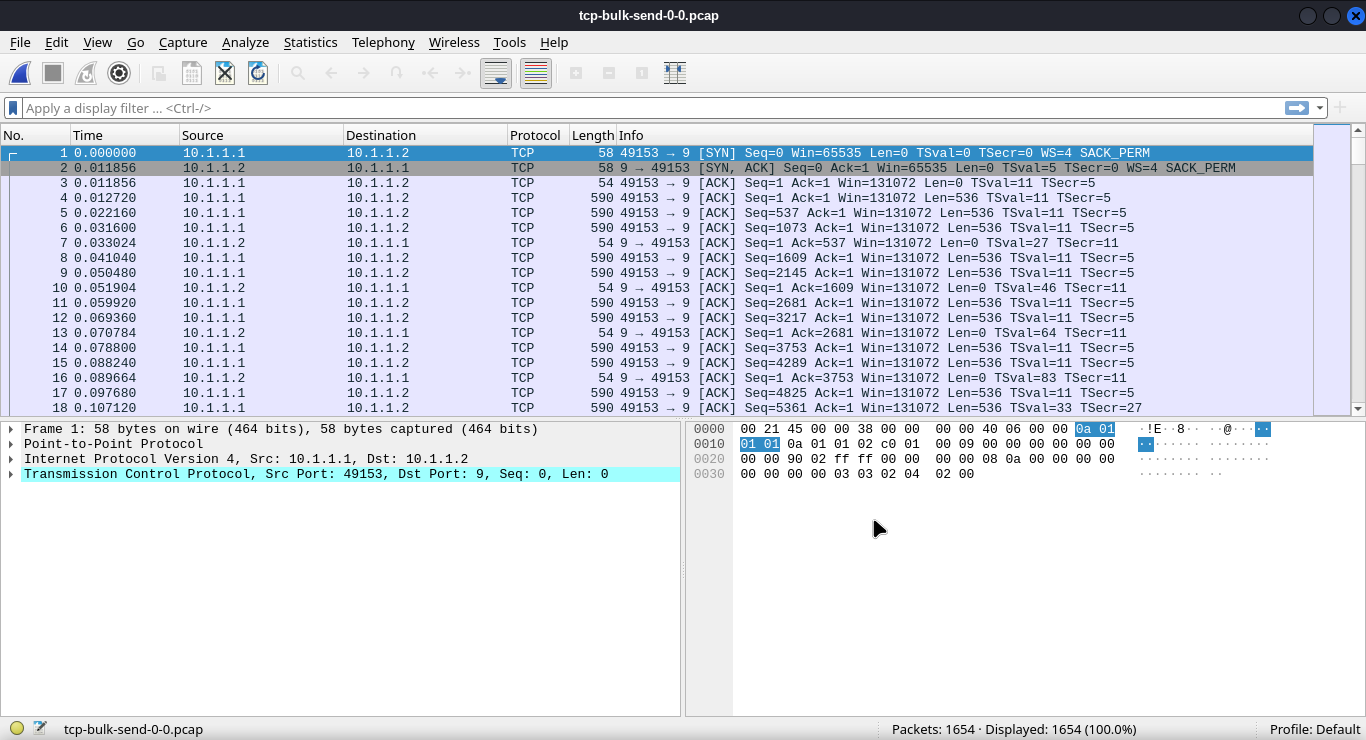 tcp-bulk-send-0-0.pcap
File Edit View Go Capture Analyze Statistics Telephony Wireless Tools Help
Apply a display filter … <Ctrl-/>
No. Time Source Destination Protocol Length Info
1 0.000000 10.1.1.1 10.1.1.2 TCP 58 49153 → 9 [SYN] Seq=0 Win=65535 Len=0 TSval=0 TSecr=0 WS=4 SACK_PERM
2 0.011856 10.1.1.2 10.1.1.1 TCP 58 9 → 49153 [SYN, ACK] Seq=0 Ack=1 Win=65535 Len=0 TSval=5 TSecr=0 WS=4 SACK_PERM
3 0.011856 10.1.1.1 10.1.1.2 TCP 54 49153 → 9 [ACK] Seq=1 Ack=1 Win=131072 Len=0 TSval=11 TSecr=5
4 0.012720 10.1.1.1 10.1.1.2 TCP 590 49153 → 9 [ACK] Seq=1 Ack=1 Win=131072 Len=536 TSval=11 TSecr=5
5 0.022160 10.1.1.1 10.1.1.2 TCP 590 49153 → 9 [ACK] Seq=537 Ack=1 Win=131072 Len=536 TSval=11 TSecr=5
6 0.031600 10.1.1.1 10.1.1.2 TCP 590 49153 → 9 [ACK] Seq=1073 Ack=1 Win=131072 Len=536 TSval=11 TSecr=5
7 0.033024 10.1.1.2 10.1.1.1 TCP 54 9 → 49153 [ACK] Seq=1 Ack=537 Win=131072 Len=0 TSval=27 TSecr=11
8 0.041040 10.1.1.1 10.1.1.2 TCP 590 49153 → 9 [ACK] Seq=1609 Ack=1 Win=131072 Len=536 TSval=11 TSecr=5
9 0.050480 10.1.1.1 10.1.1.2 TCP 590 49153 → 9 [ACK] Seq=2145 Ack=1 Win=131072 Len=536 TSval=11 TSecr=5
10 0.051904 10.1.1.2 10.1.1.1 TCP 54 9 → 49153 [ACK] Seq=1 Ack=1609 Win=131072 Len=0 TSval=46 TSecr=11
11 0.059920 10.1.1.1 10.1.1.2 TCP 590 49153 → 9 [ACK] Seq=2681 Ack=1 Win=131072 Len=536 TSval=11 TSecr=5
12 0.069360 10.1.1.1 10.1.1.2 TCP 590 49153 → 9 [ACK] Seq=3217 Ack=1 Win=131072 Len=536 TSval=11 TSecr=5
13 0.070784 10.1.1.2 10.1.1.1 TCP 54 9 → 49153 [ACK] Seq=1 Ack=2681 Win=131072 Len=0 TSval=64 TSecr=11
14 0.078800 10.1.1.1 10.1.1.2 TCP 590 49153 → 9 [ACK] Seq=3753 Ack=1 Win=131072 Len=536 TSval=11 TSecr=5
15 0.088240 10.1.1.1 10.1.1.2 TCP 590 49153 → 9 [ACK] Seq=4289 Ack=1 Win=131072 Len=536 TSval=11 TSecr=5
16 0.089664 10.1.1.2 10.1.1.1 TCP 54 9 → 49153 [ACK] Seq=1 Ack=3753 Win=131072 Len=0 TSval=83 TSecr=11
17 0.097680 10.1.1.1 10.1.1.2 TCP 590 49153 → 9 [ACK] Seq=4825 Ack=1 Win=131072 Len=536 TSval=11 TSecr=5
18 0.107120 10.1.1.1 10.1.1.2 TCP 590 49153 → 9 [ACK] Seq=5361 Ack=1 Win=131072 Len=536 TSval=33 TSecr=27
Frame 1: 58 bytes on wire (464 bits), 58 bytes captured (464 bits)
Point-to-Point Protocol
Internet Protocol Version 4, Src: 10.1.1.1, Dst: 10.1.1.2
Transmission Control Protocol, Src Port: 49153, Dst Port: 9, Seq: 0, Len: 0
0000 00 21 45 00 00 38 00 00 00 00 40 06 00 00 0a 01 ·!E··8·· ··@·····
0010 01 01 0a 01 01 02 c0 01 00 09 00 00 00 00 00 00 ········ ········
0020 00 00 90 02 ff ff 00 00 00 00 08 0a 00 00 00 00 ········ ········
0030 00 00 00 00 03 03 02 04 02 00 ········ ··
tcp-bulk-send-0-0.pcap
Packets: 1654 · Displayed: 1654 (100.0%)
Profile: Default